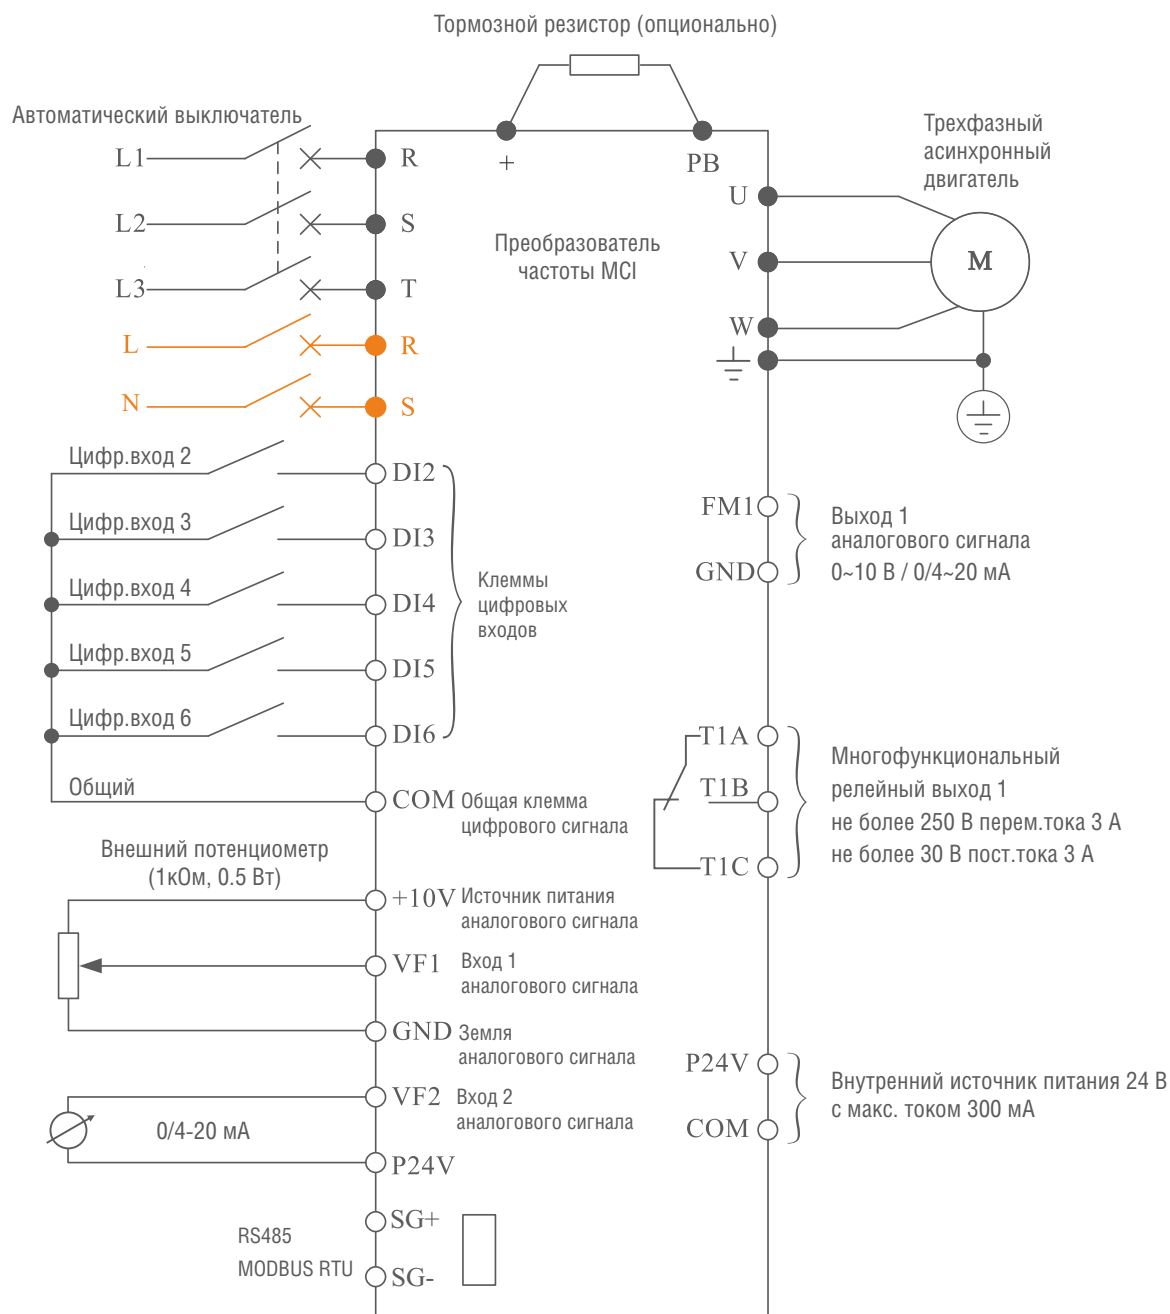 Тормозной резистор (опционально)
+
PB
Автоматический выключатель
L1
R
L2
S
L3
T
L
R
N
S
Преобразователь
частоты MCI
Трехфазный
асинхронный
двигатель
U
V
W
M
Цифр.вход 2
DI2
Цифр.вход 3
DI3
Цифр.вход 4
DI4
Цифр.вход 5
DI5
Цифр.вход 6
DI6
Клеммы
цифровых
входов
Общий
COM
Общая клемма
цифрового сигнала
Внешний потенциометр
(1кОм, 0.5 Вт)
+10V
Источник питания
аналогового сигнала
VF1
Вход 1
аналогового сигнала
GND
Земля
аналогового сигнала
VF2
Вход 2
аналогового сигнала
0/4-20 мА
P24V
RS485
MODBUS RTU
SG+
SG-
FM1
GND
Выход 1
аналогового сигнала
0~10 В / 0/4~20 мА
T1A
T1B
T1C
Многофункциональный
релейный выход 1
не более 250 В перем.тока 3 А
не более 30 В пост.тока 3 А
P24V
COM
Внутренний источник питания 24 В
с макс. током 300 мА